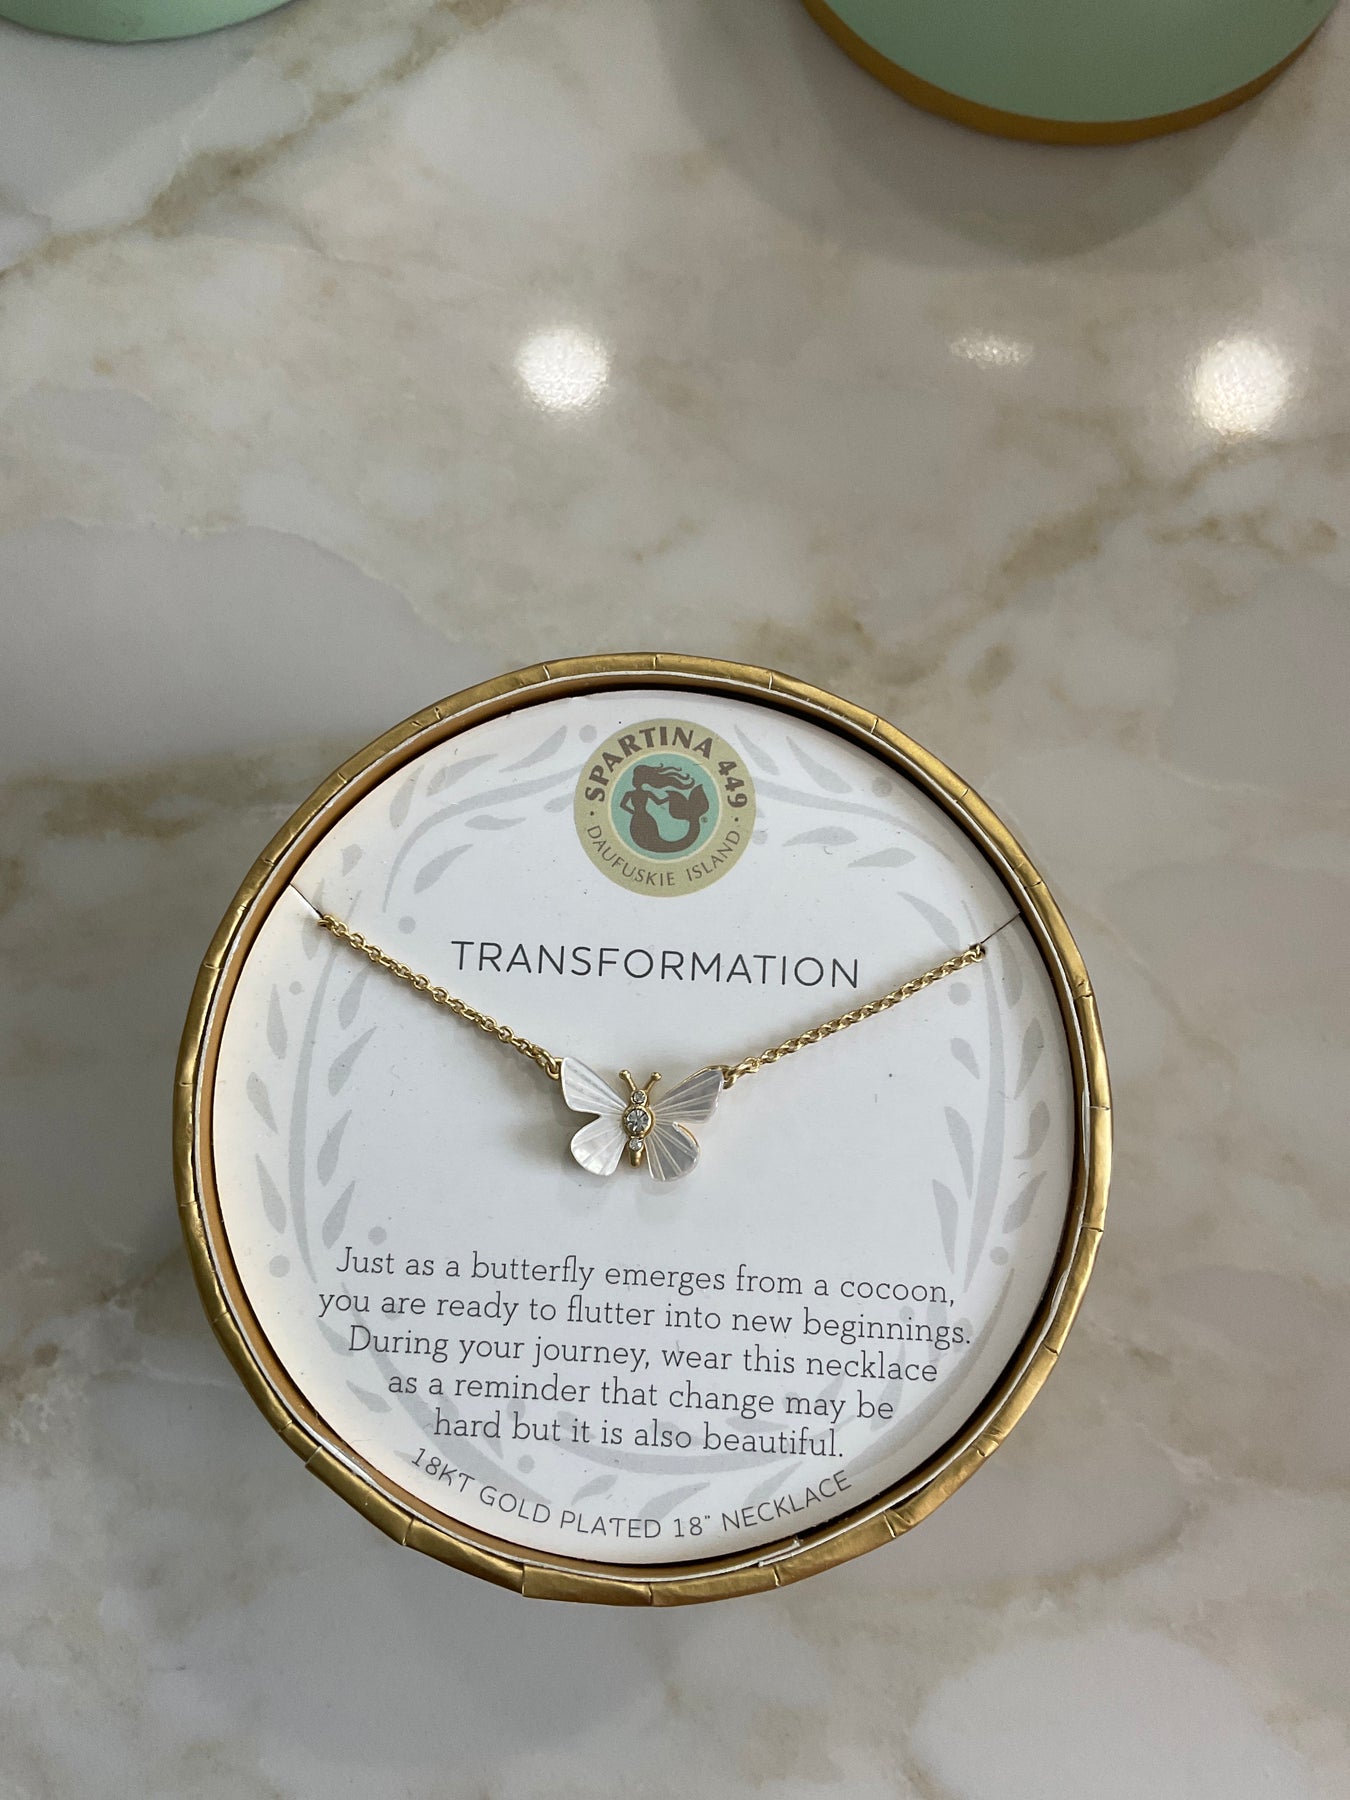 SPARTINA 449
· DAUFUSKIE ISLAND ·
®
TRANSFORMATION
Just as a butterfly emerges from a cocoon,
you are ready to flutter into new beginnings.
During your journey, wear this necklace
as a reminder that change may be
hard but it is also beautiful.
18KT GOLD PLATED 18" NECKLACE